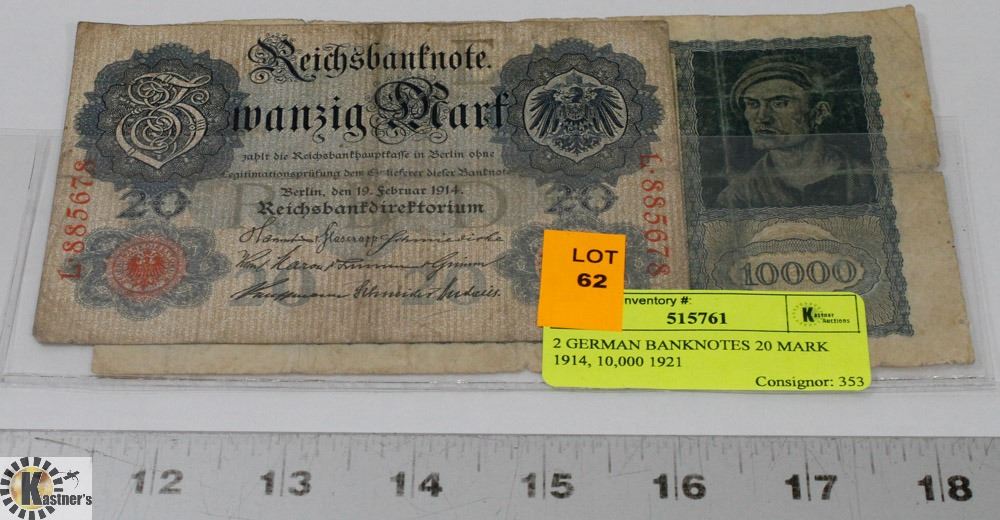 Reichsbanknote.
Zwanzig Mark
zahlt die Reichsbankhauptkasse in Berlin ohne
Legitimationsprüfung dem Einlieferer dieser Banknote
Berlin, den 19. Februar 1914.
Reichsbankdirektorium
20 20
L·885678
L·885678
10000
LOT
62
Inventory #:
515761
Kastner
Auctions
2 GERMAN BANKNOTES 20 MARK
1914, 10,000 1921
Consignor: 353
12 13 14 15 16 17 18
Kastner's